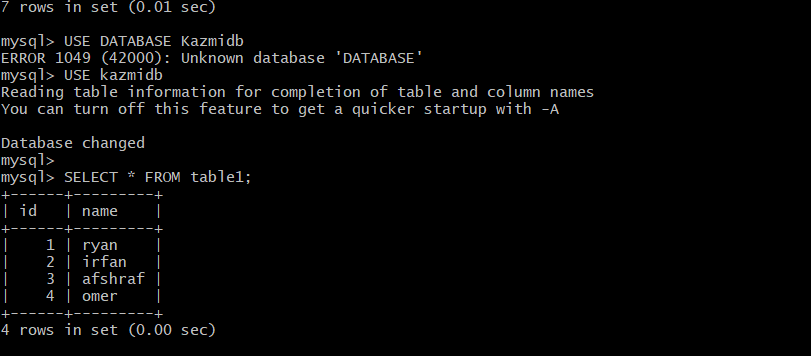 7 rows in set (0.01 sec)
mysql> USE DATABASE Kazmidb
ERROR 1049 (42000): Unknown database 'DATABASE'
mysql> USE kazmidb
Reading table information for completion of table and column names
You can turn off this feature to get a quicker startup with -A
Database changed
mysql>
mysql> SELECT * FROM table1;
+------+---------+
| id   | name    |
+------+---------+
|    1 | ryan    |
|    2 | irfan   |
|    3 | afshraf |
|    4 | omer    |
+------+---------+
4 rows in set (0.00 sec)